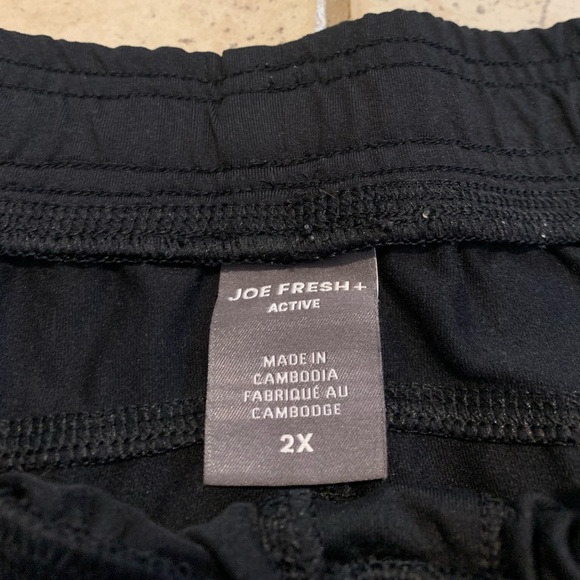 JOE FRESH+
ACTIVE
MADE IN
CAMBODIA
FABRIQUÉ AU
CAMBODGE
2X